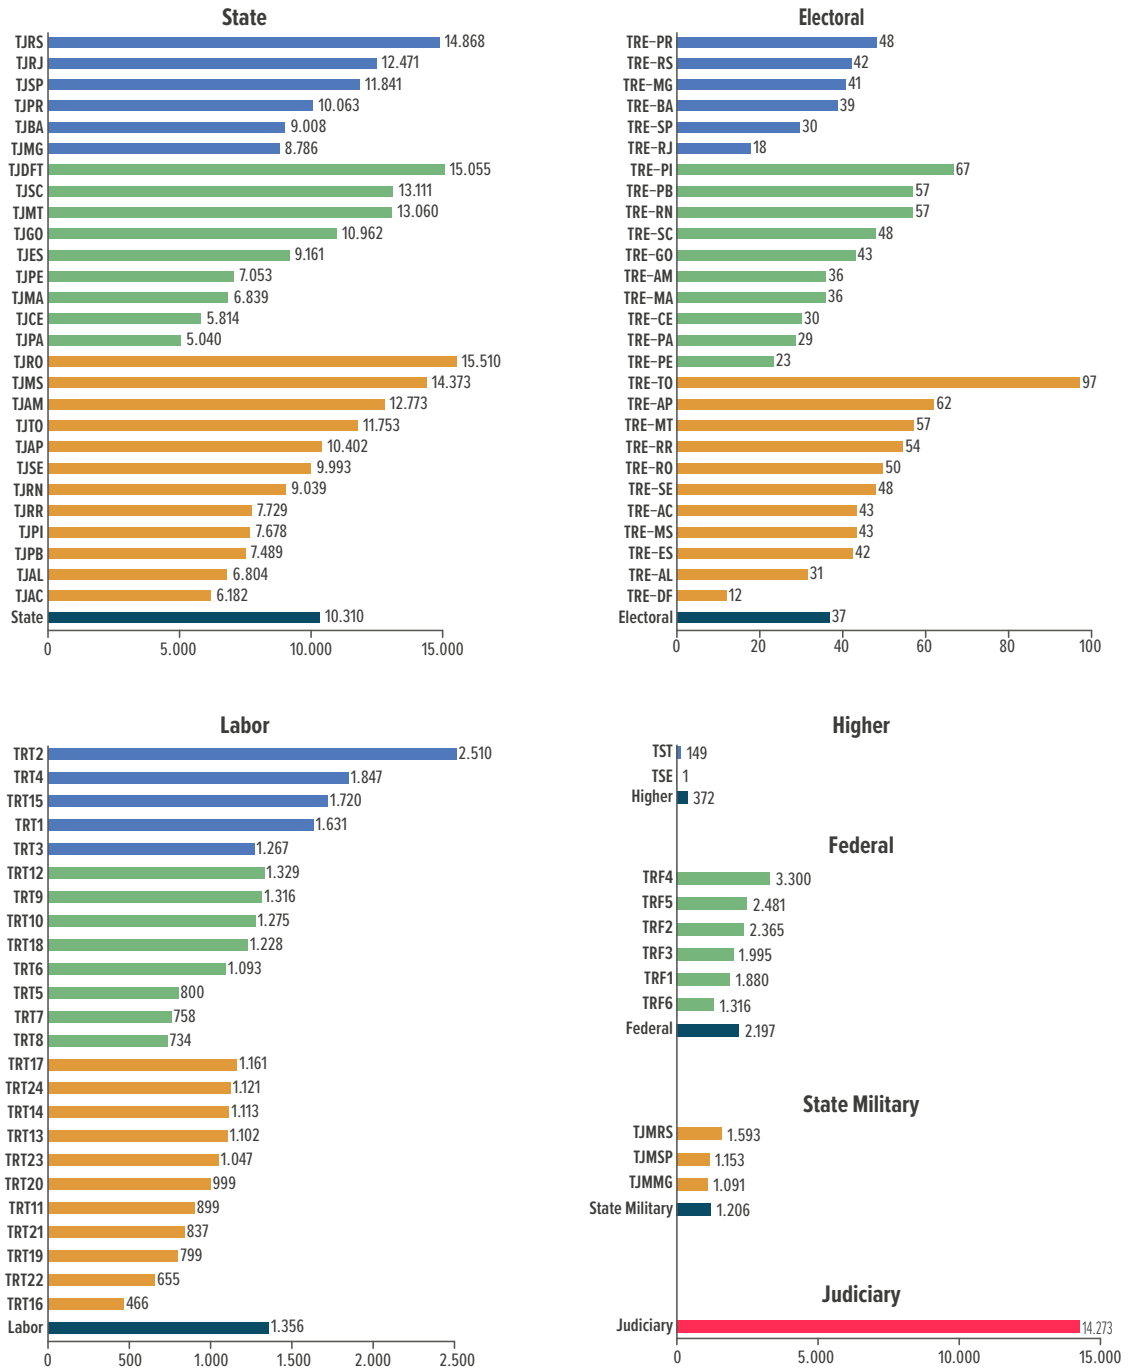 State
TJRS 14.868
TJRJ 12.471
TJSP 11.841
TJPR 10.063
TJBA 9.008
TJMG 8.786
TJDFT 15.055
TJSC 13.111
TJMT 13.060
TJGO 10.962
TJES 9.161
TJPE 7.053
TJMA 6.839
TJCE 5.814
TJPA 5.040
TJRO 15.510
TJMS 14.373
TJAM 12.773
TJTO 11.753
TJAP 10.402
TJSE 9.993
TJRN 9.039
TJRR 7.729
TJPI 7.678
TJPB 7.489
TJAL 6.804
TJAC 6.182
State 10.310
0 5.000 10.000 15.000
Electoral
TRE-PR 48
TRE-RS 42
TRE-MG 41
TRE-BA 39
TRE-SP 30
TRE-RJ 18
TRE-PI 67
TRE-PB 57
TRE-RN 57
TRE-SC 48
TRE-GO 43
TRE-AM 36
TRE-MA 36
TRE-CE 30
TRE-PA 29
TRE-PE 23
TRE-TO 97
TRE-AP 62
TRE-MT 57
TRE-RR 54
TRE-RO 50
TRE-SE 48
TRE-AC 43
TRE-MS 43
TRE-ES 42
TRE-AL 31
TRE-DF 12
Electoral 37
0 20 40 60 80 100
Labor
TRT2 2.510
TRT4 1.847
TRT15 1.720
TRT1 1.631
TRT3 1.267
TRT12 1.329
TRT9 1.316
TRT10 1.275
TRT18 1.228
TRT6 1.093
TRT5 800
TRT7 758
TRT8 734
TRT17 1.161
TRT24 1.121
TRT14 1.113
TRT13 1.102
TRT23 1.047
TRT20 999
TRT11 899
TRT21 837
TRT19 799
TRT22 655
TRT16 466
Labor 1.356
0 500 1.000 1.500 2.000 2.500
Higher
TST 149
TSE 1
Higher 372
Federal
TRF4 3.300
TRF5 2.481
TRF2 2.365
TRF3 1.995
TRF1 1.880
TRF6 1.316
Federal 2.197
State Military
TJMRS 1.593
TJMSP 1.153
TJMMG 1.091
State Military 1.206
Judiciary
Judiciary 14.273
0 5.000 10.000 15.000